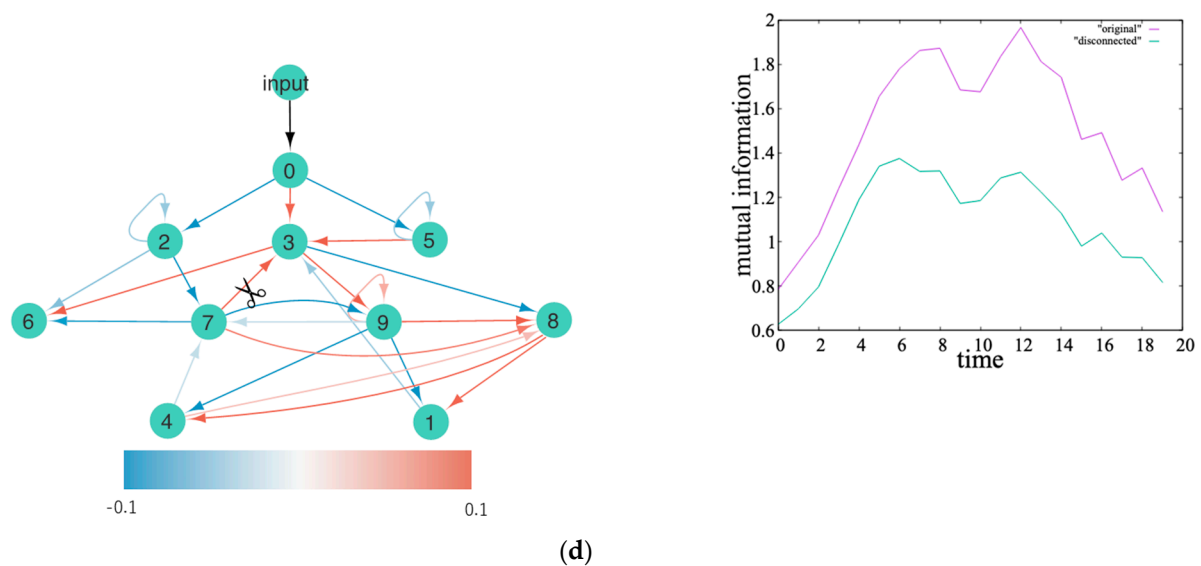 input
0
2
3
5
6
7
9
8
4
1
-0.1
0.1
2
1.8
1.6
1.4
1.2
1
0.8
0.6
mutual information
"original"
"disconnected"
0 2 4 6 8 10 12 14 16 18 20
time
(d)